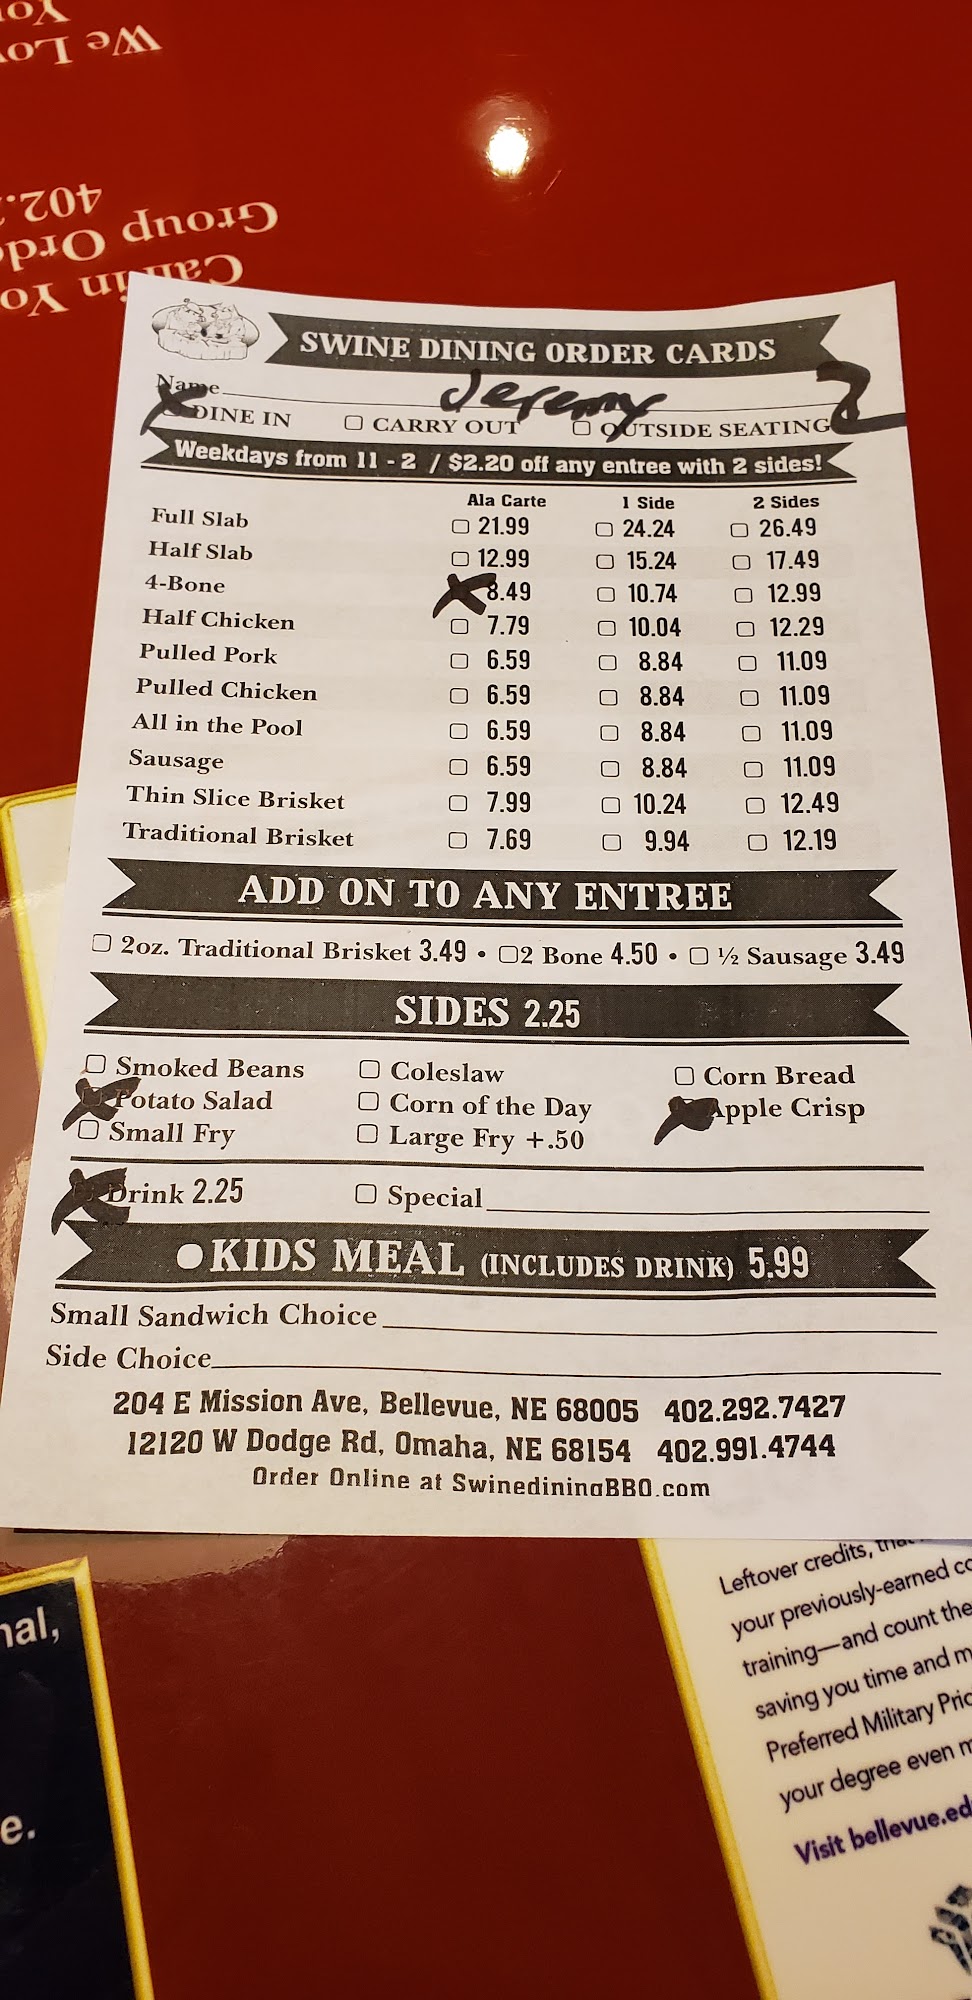 We Lov
402.
Group Orde
Call in Yo
SWINE DINING ORDER CARDS
Name Jeremy 2
DINE IN CARRY OUT OUTSIDE SEATING
Weekdays from 11 - 2 / $2.20 off any entree with 2 sides!
Ala Carte 1 Side 2 Sides
Full Slab 21.99 24.24 26.49
Half Slab 12.99 15.24 17.49
4-Bone 8.49 10.74 12.99
Half Chicken 7.79 10.04 12.29
Pulled Pork 6.59 8.84 11.09
Pulled Chicken 6.59 8.84 11.09
All in the Pool 6.59 8.84 11.09
Sausage 6.59 8.84 11.09
Thin Slice Brisket 7.99 10.24 12.49
Traditional Brisket 7.69 9.94 12.19
ADD ON TO ANY ENTREE
2oz. Traditional Brisket 3.49 • 2 Bone 4.50 • ½ Sausage 3.49
SIDES 2.25
Smoked Beans Coleslaw Corn Bread
Potato Salad Corn of the Day Apple Crisp
Small Fry Large Fry +.50
Drink 2.25 Special
KIDS MEAL (INCLUDES DRINK) 5.99
Small Sandwich Choice
Side Choice
204 E Mission Ave, Bellevue, NE 68005 402.292.7427
12120 W Dodge Rd, Omaha, NE 68154 402.991.4744
Order Online at SwinediningBBQ.com
nal,
e.
Leftover credits,
your previously-earned co
training—and count the
saving you time and m
Preferred Military Pric
your degree even m
Visit bellevue.ed